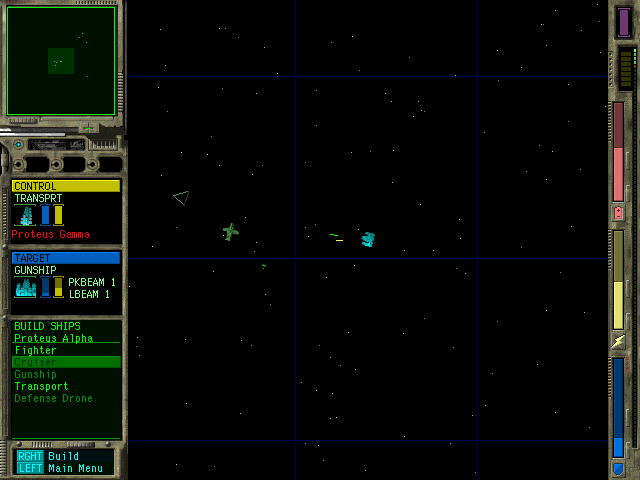 CONTROL
TRANSPRT
Proteus Gamma
TARGET
GUNSHIP
PKBEAM 1
LBEAM 1
BUILD SHIPS
Proteus Alpha
Fighter
Cruiser
Gunship
Transport
Defense Drone
RGHT Build
LEFT Main Menu